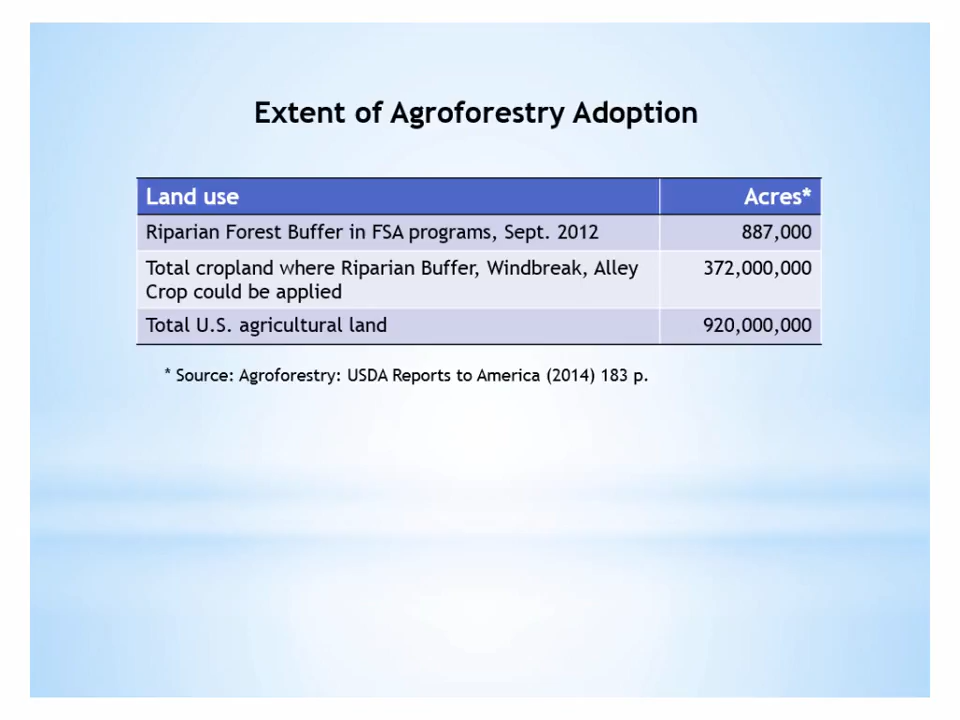 Extent of Agroforestry Adoption
Land use Acres*
Riparian Forest Buffer in FSA programs, Sept. 2012 887,000
Total cropland where Riparian Buffer, Windbreak, Alley 372,000,000
Crop could be applied
Total U.S. agricultural land 920,000,000
* Source: Agroforestry: USDA Reports to America (2014) 183 p.